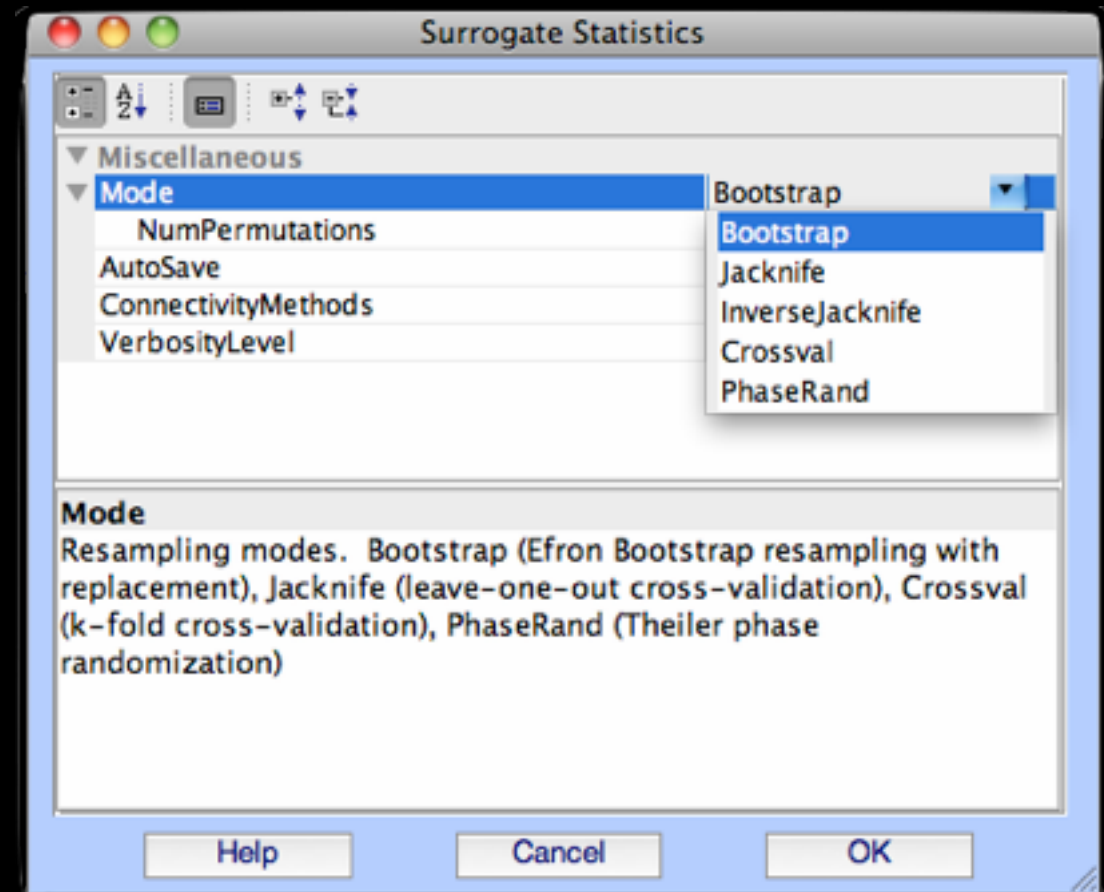 Surrogate Statistics
A
Z
Miscellaneous
Mode Bootstrap
NumPermutations Bootstrap
AutoSave Jacknife
ConnectivityMethods InverseJacknife
VerbosityLevel Crossval
PhaseRand
Mode
Resampling modes.  Bootstrap (Efron Bootstrap resampling with
replacement), Jacknife (leave-one-out cross-validation), Crossval
(k-fold cross-validation), PhaseRand (Theiler phase
randomization)
Help Cancel OK